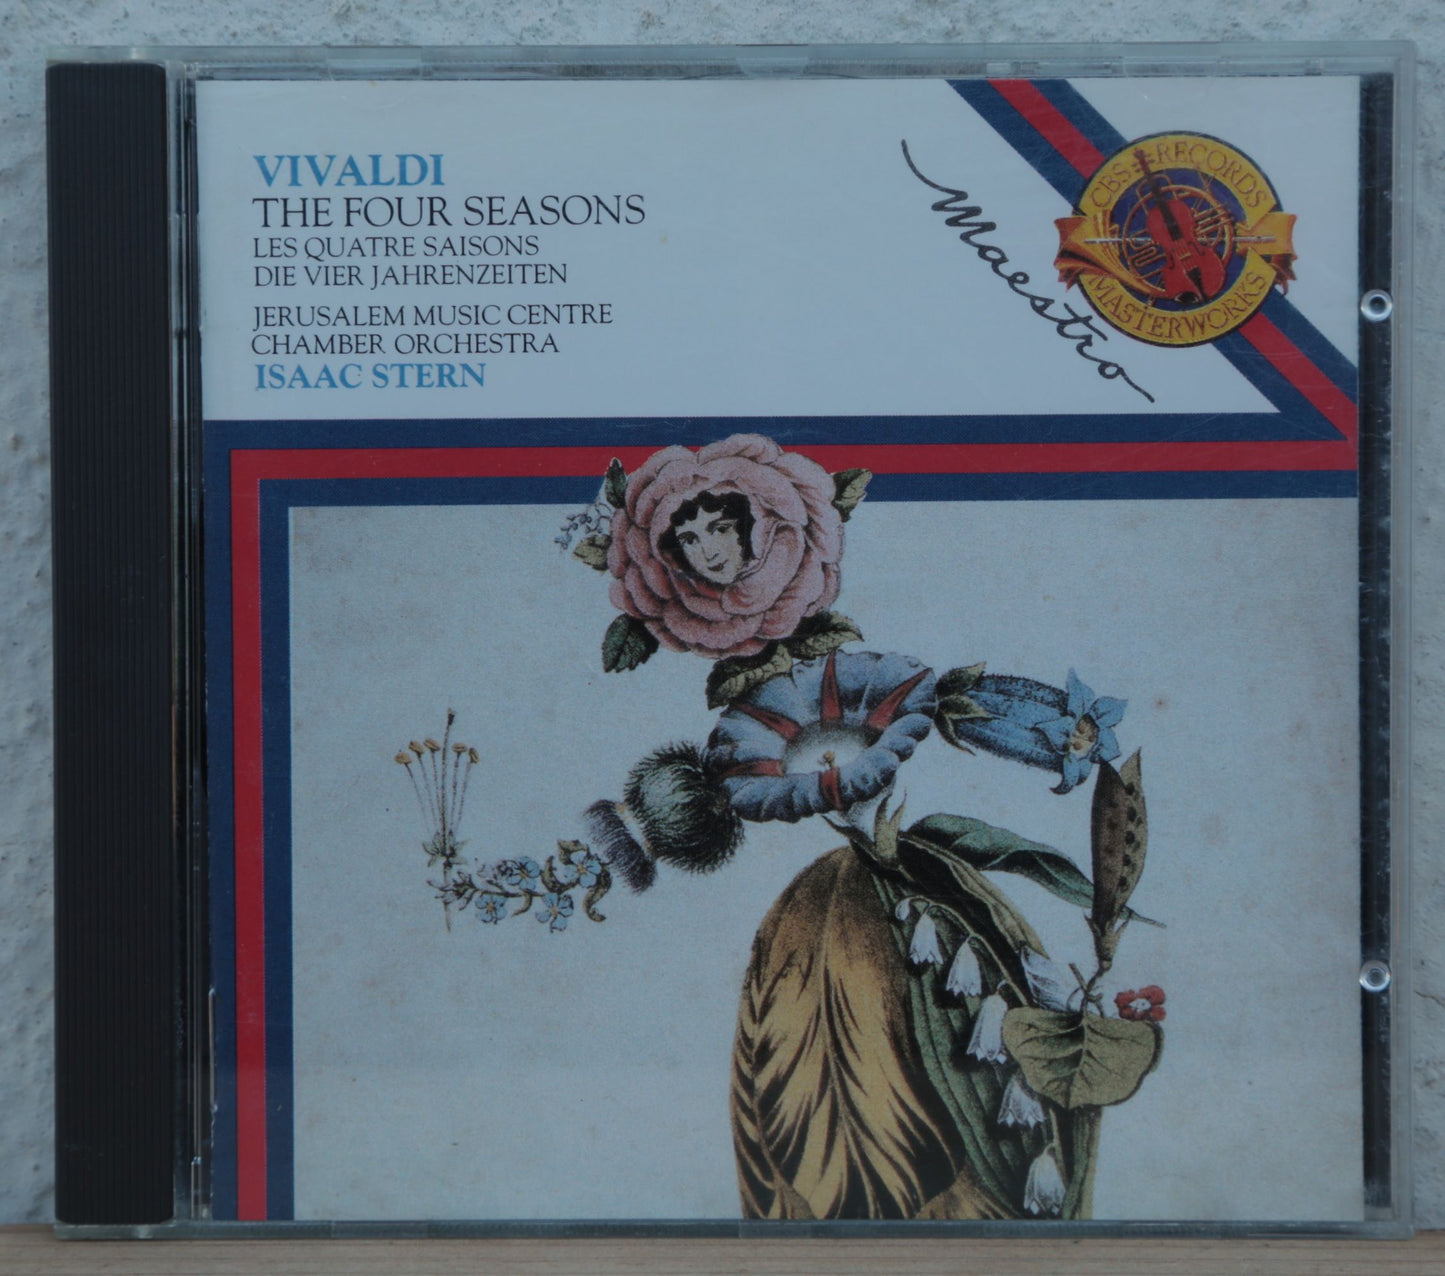 VIVALDI
THE FOUR SEASONS
LES QUATRE SAISONS
DIE VIER JAHRENZEITEN
JERUSALEM MUSIC CENTRE
CHAMBER ORCHESTRA
ISAAC STERN
Maestro
CBS RECORDS
MASTERWORKS